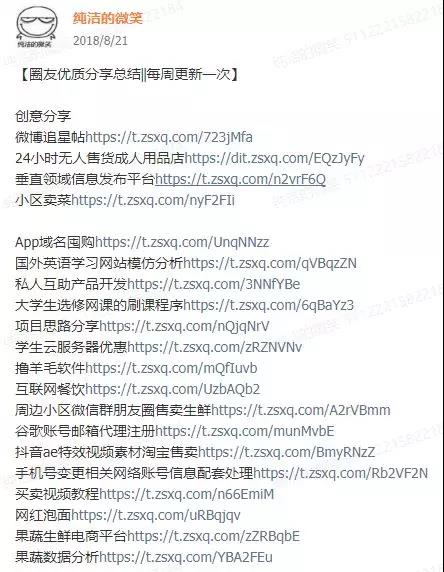 纯洁的微笑
2018/8/21
纯洁的微笑
【圈友优质分享总结||每周更新一次】
创意分享
微博追星帖https://t.zsxq.com/723jMfa
24小时无人售货成人用品店https://dit.zsxq.com/EQzJyFy
垂直领域信息发布平台https://t.zsxq.com/n2vrF6Q
小区卖菜https://t.zsxq.com/nyF2FIi
App域名囤购https://t.zsxq.com/UnqNNzz
国外英语学习网站模仿分析https://t.zsxq.com/qVBqzZN
私人互助产品开发https://t.zsxq.com/3NNfYBe
大学生选修网课的刷课程序https://t.zsxq.com/6qBaYz3
项目思路分享https://t.zsxq.com/nQjqNrV
学生云服务器优惠https://t.zsxq.com/zRZNVNv
撸羊毛软件https://t.zsxq.com/mQfIuvb
互联网餐饮https://t.zsxq.com/UzbAQb2
周边小区微信群朋友圈售卖生鲜https://t.zsxq.com/A2rVBmm
谷歌账号邮箱代理注册https://t.zsxq.com/munMvbE
抖音ae特效视频素材淘宝售卖https://t.zsxq.com/BmyRNzZ
手机号变更相关网络账号信息配套处理https://t.zsxq.com/Rb2VF2N
买卖视频教程https://t.zsxq.com/n66EmiM
网红泡面https://t.zsxq.com/uRBqjqv
果蔬生鲜电商平台https://t.zsxq.com/zZRBqbE
果蔬数据分析https://t.zsxq.com/YBA2FEu